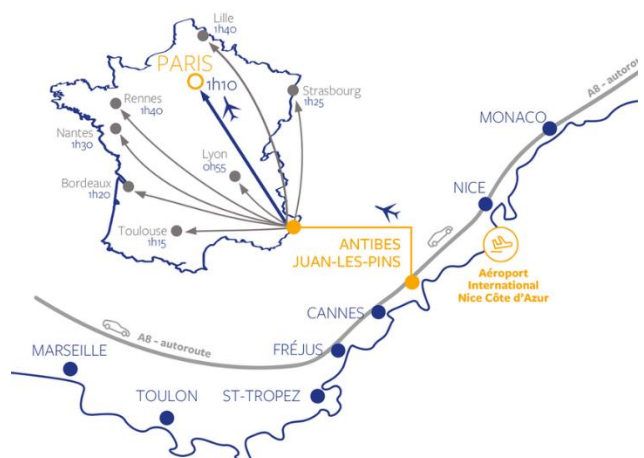 Lille
1h40
PARIS
1h10
Rennes
1h40
Strasbourg
1h25
Nantes
1h30
Lyon
0h55
Bordeaux
1h20
Toulouse
1h15
A8 - autoroute
MONACO
NICE
ANTIBES
JUAN-LES-PINS
Aéroport
International
Nice Côte d'Azur
CANNES
A8 - autoroute
FRÉJUS
MARSEILLE
TOULON
ST-TROPEZ